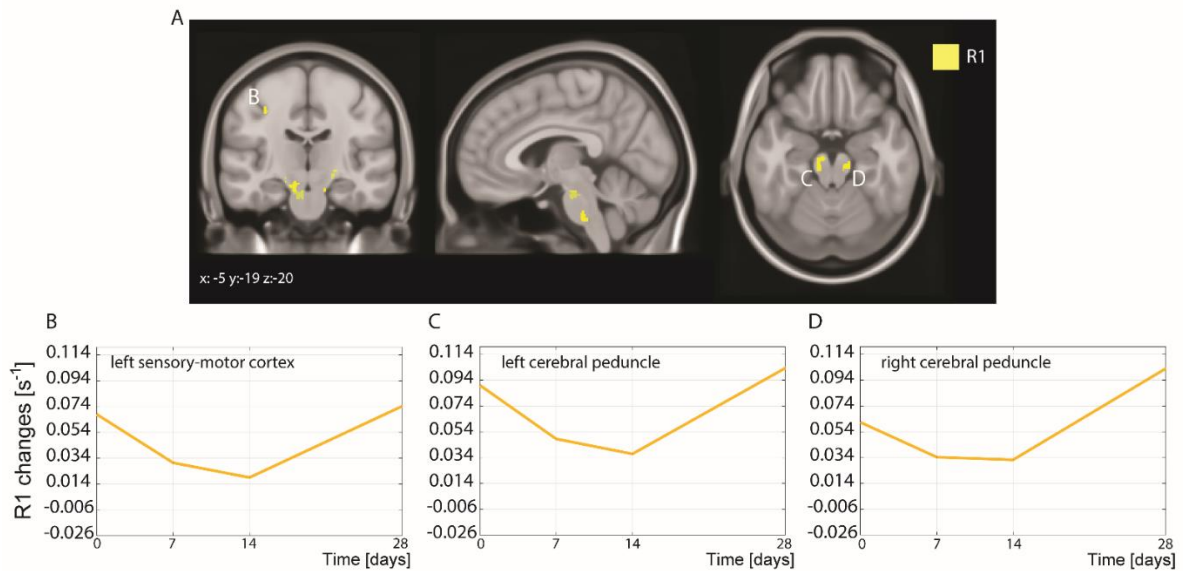 A
B
R1
C
D
x: -5 y:-19 z:-20
B
C
D
R1 changes [s-1]
0.114
0.094
0.074
0.054
0.034
0.014
-0.006
-0.026
left sensory-motor cortex
0
7
14
28
Time [days]
0.114
0.094
0.074
0.054
0.034
0.014
-0.006
-0.026
left cerebral peduncle
0
7
14
28
Time [days]
0.114
0.094
0.074
0.054
0.034
0.014
-0.006
-0.026
right cerebral peduncle
0
7
14
28
Time [days]